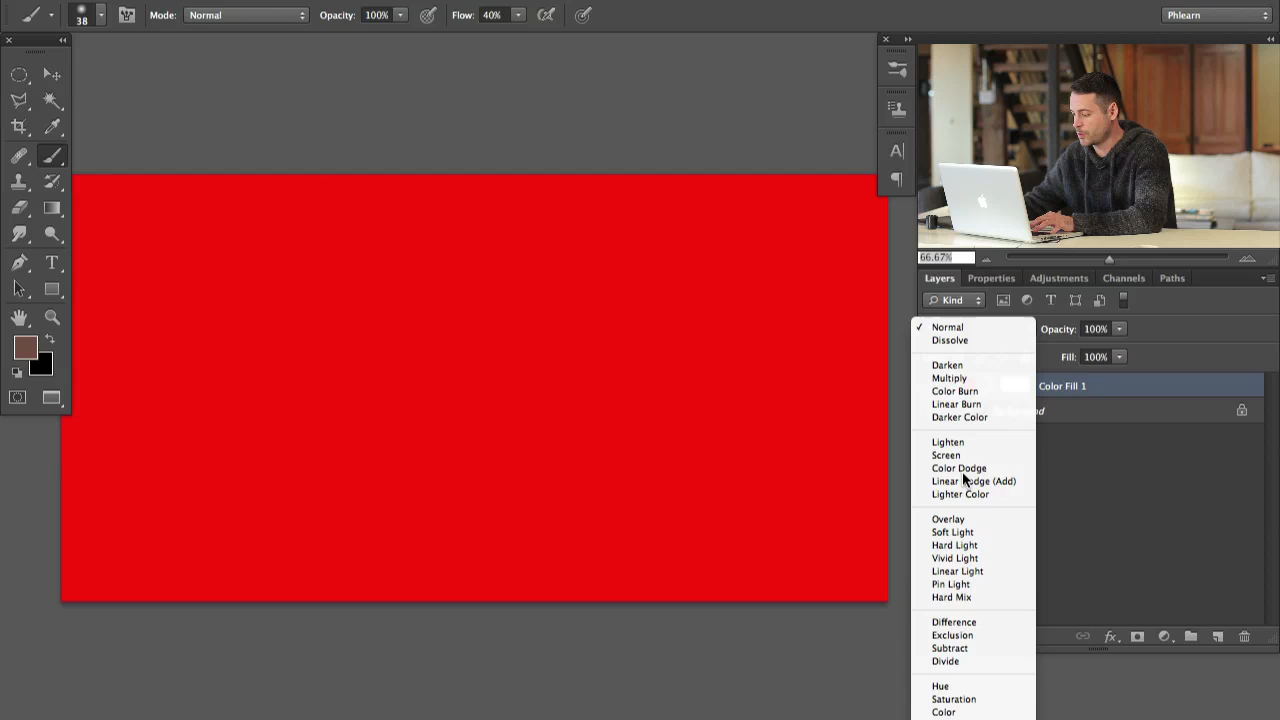 38
Mode:
Normal
Opacity:
100%
Flow:
40%
Phlearn
66.67%
Layers
Properties
Adjustments
Channels
Paths
Kind
Opacity:
100%
Fill:
100%
Color Fill 1
Normal
Dissolve
Darken
Multiply
Color Burn
Linear Burn
Darker Color
Lighten
Screen
Color Dodge
Linear Dodge (Add)
Lighter Color
Overlay
Soft Light
Hard Light
Vivid Light
Linear Light
Pin Light
Hard Mix
Difference
Exclusion
Subtract
Divide
Hue
Saturation
Color